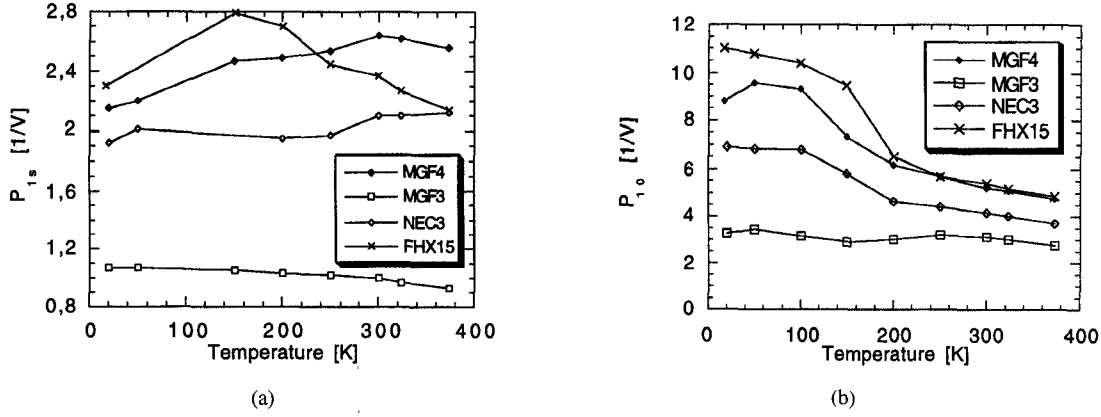 2,8
2,4
2
1,6
1,2
0,8
P1s [1/V]
MGF4
MGF3
NEC3
FHX15
0 100 200 300 400
Temperature [K]
(a)
12
10
8
6
4
2
0
P10 [1/V]
MGF4
MGF3
NEC3
FHX15
0 100 200 300 400
Temperature [K]
(b)